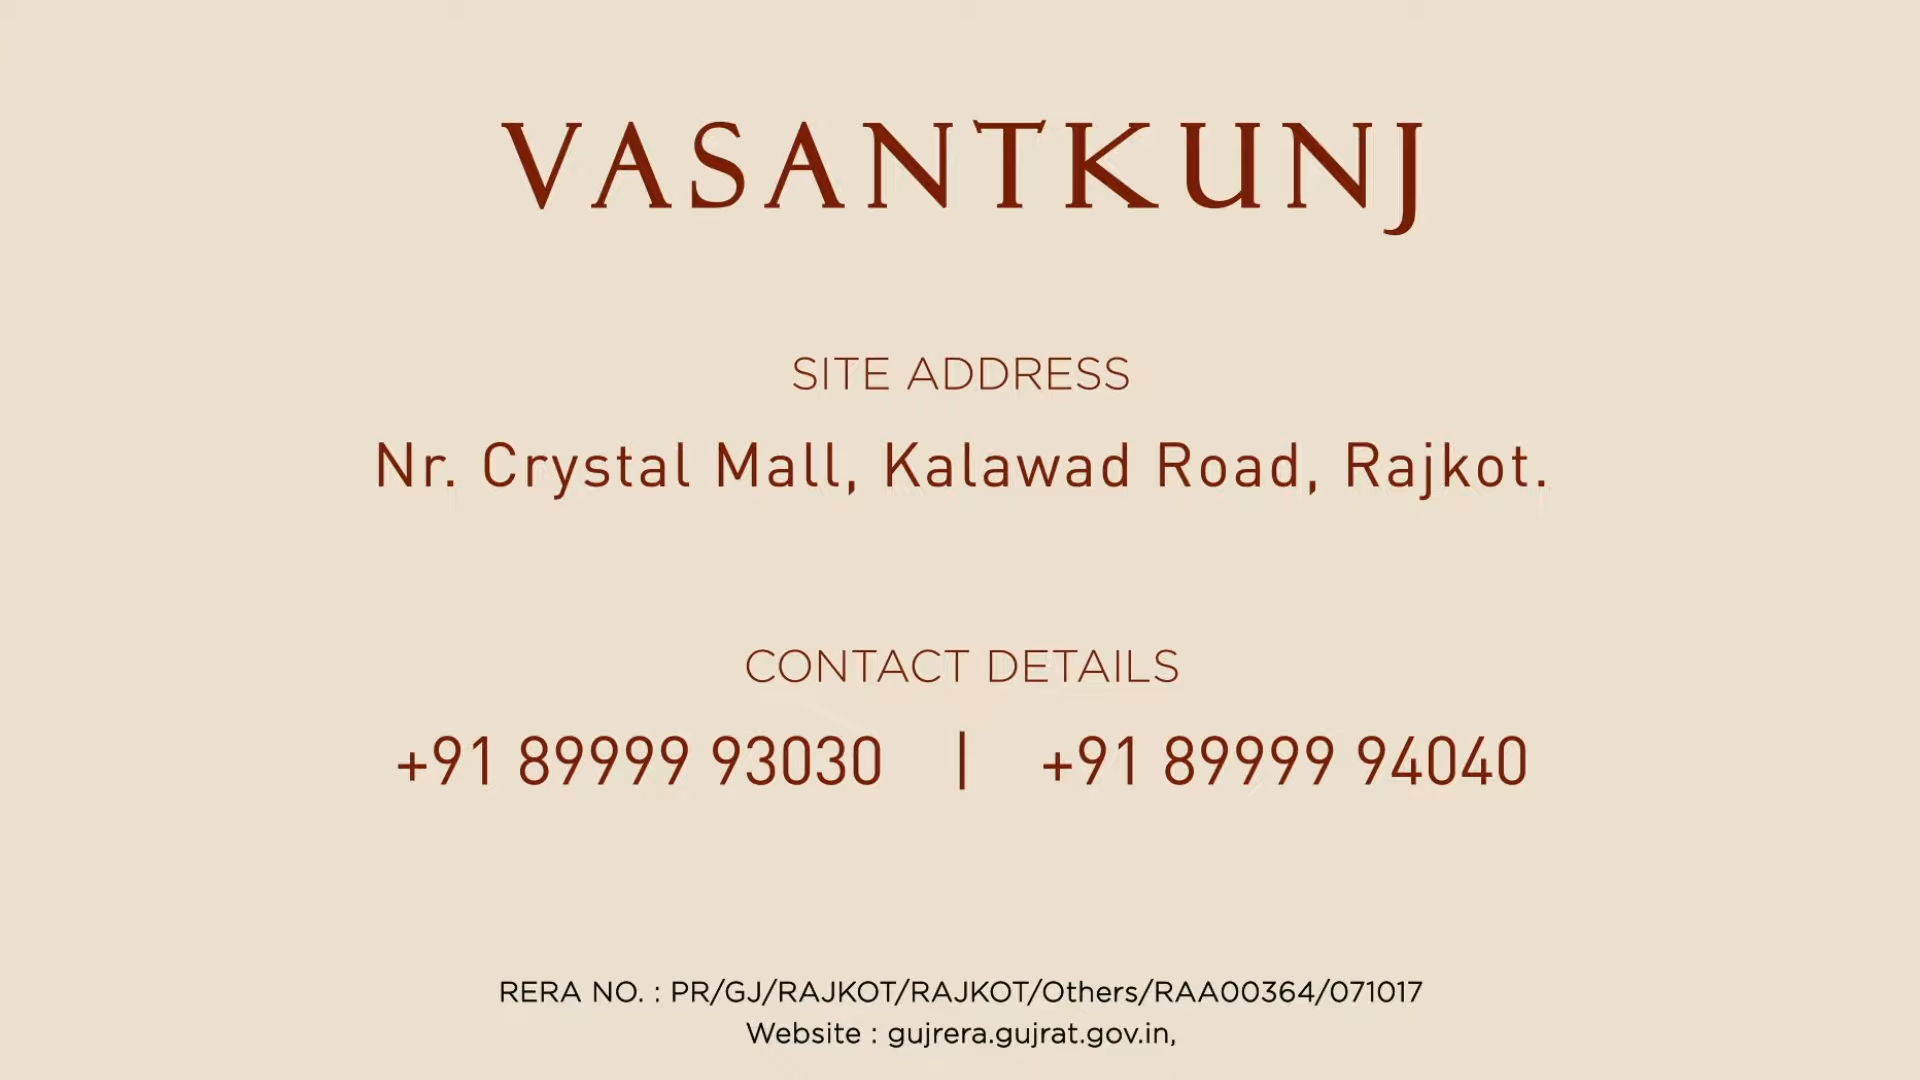 VASANTKUNJ
SITE ADDRESS
Nr. Crystal Mall, Kalawad Road, Rajkot.
CONTACT DETAILS
+91 89999 93030 | +91 89999 94040
RERA NO. : PR/GJ/RAJKOT/RAJKOT/Others/RAA00364/071017
Website : gujrera.gujrat.gov.in,